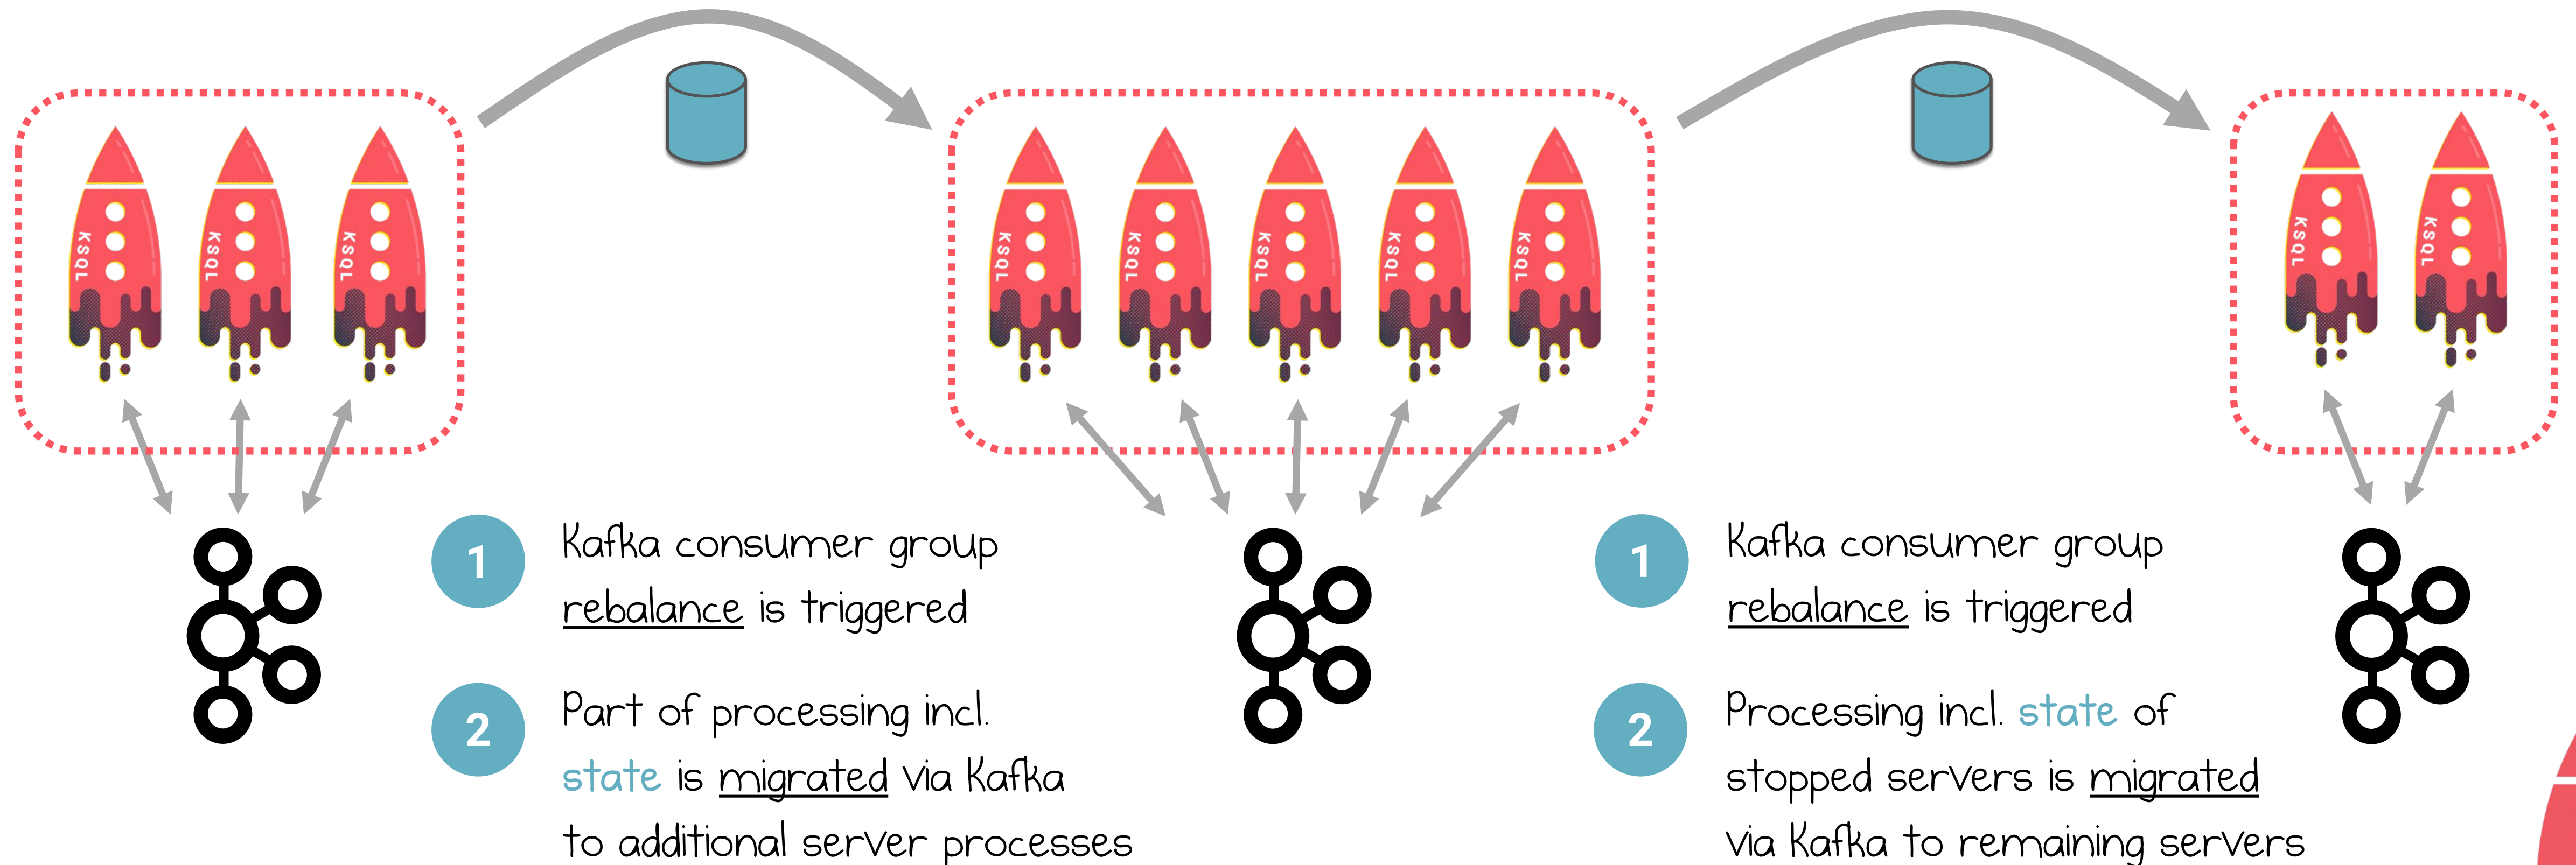 KSQL
KSQL
KSQL
KSQL
KSQL
KSQL
KSQL
KSQL
KSQL
KSQL
1
Kafka consumer group
rebalance is triggered
2
Part of processing incl.
state is migrated via Kafka
to additional server processes
1
Kafka consumer group
rebalance is triggered
2
Processing incl. state of
stopped servers is migrated
via Kafka to remaining servers